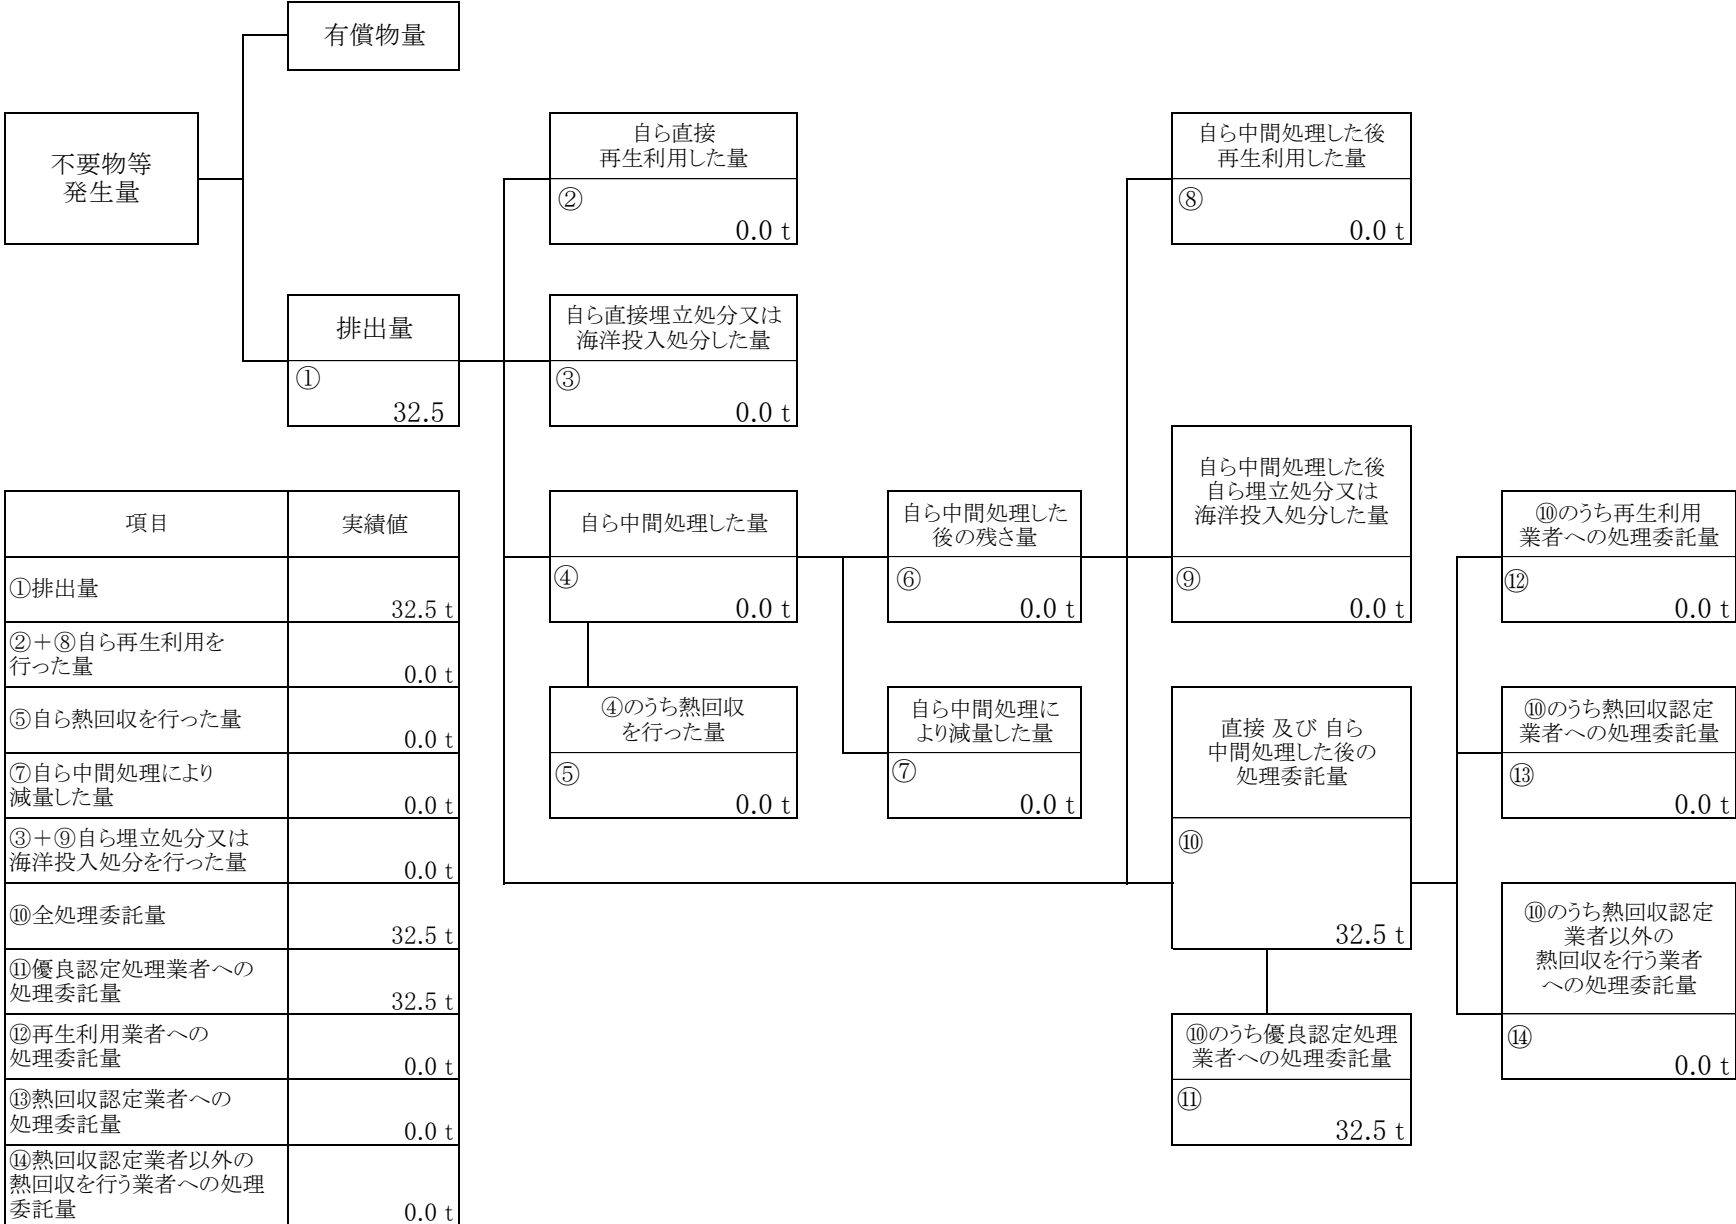 有償物量
不要物等
発生量
自ら直接
再生利用した量
②
0.0 t
自ら中間処理した後
再生利用した量
⑧
0.0 t
排出量
①
32.5
自ら直接埋立処分又は
海洋投入処分した量
③
0.0 t
自ら中間処理した量
④
0.0 t
自ら中間処理した
後の残さ量
⑥
0.0 t
自ら中間処理した後
自ら埋立処分又は
海洋投入処分した量
⑨
0.0 t
⑩のうち再生利用
業者への処理委託量
⑫
0.0 t
④のうち熱回収
を行った量
⑤
0.0 t
自ら中間処理に
より減量した量
⑦
0.0 t
直接 及び 自ら
中間処理した後の
処理委託量
⑩
32.5 t
⑩のうち熱回収認定
業者への処理委託量
⑬
0.0 t
⑩のうち熱回収認定
業者以外の
熱回収を行う業者
への処理委託量
⑭
0.0 t
⑩のうち優良認定処理
業者への処理委託量
⑪
32.5 t
項目 実績値
①排出量
32.5 t
②＋⑧自ら再生利用を
行った量
0.0 t
⑤自ら熱回収を行った量
0.0 t
⑦自ら中間処理により
減量した量
0.0 t
③＋⑨自ら埋立処分又は
海洋投入処分を行った量
0.0 t
⑩全処理委託量
32.5 t
⑪優良認定処理業者への
処理委託量
32.5 t
⑫再生利用業者への
処理委託量
0.0 t
⑬熱回収認定業者への
処理委託量
0.0 t
⑭熱回収認定業者以外の
熱回収を行う業者への処理
委託量
0.0 t